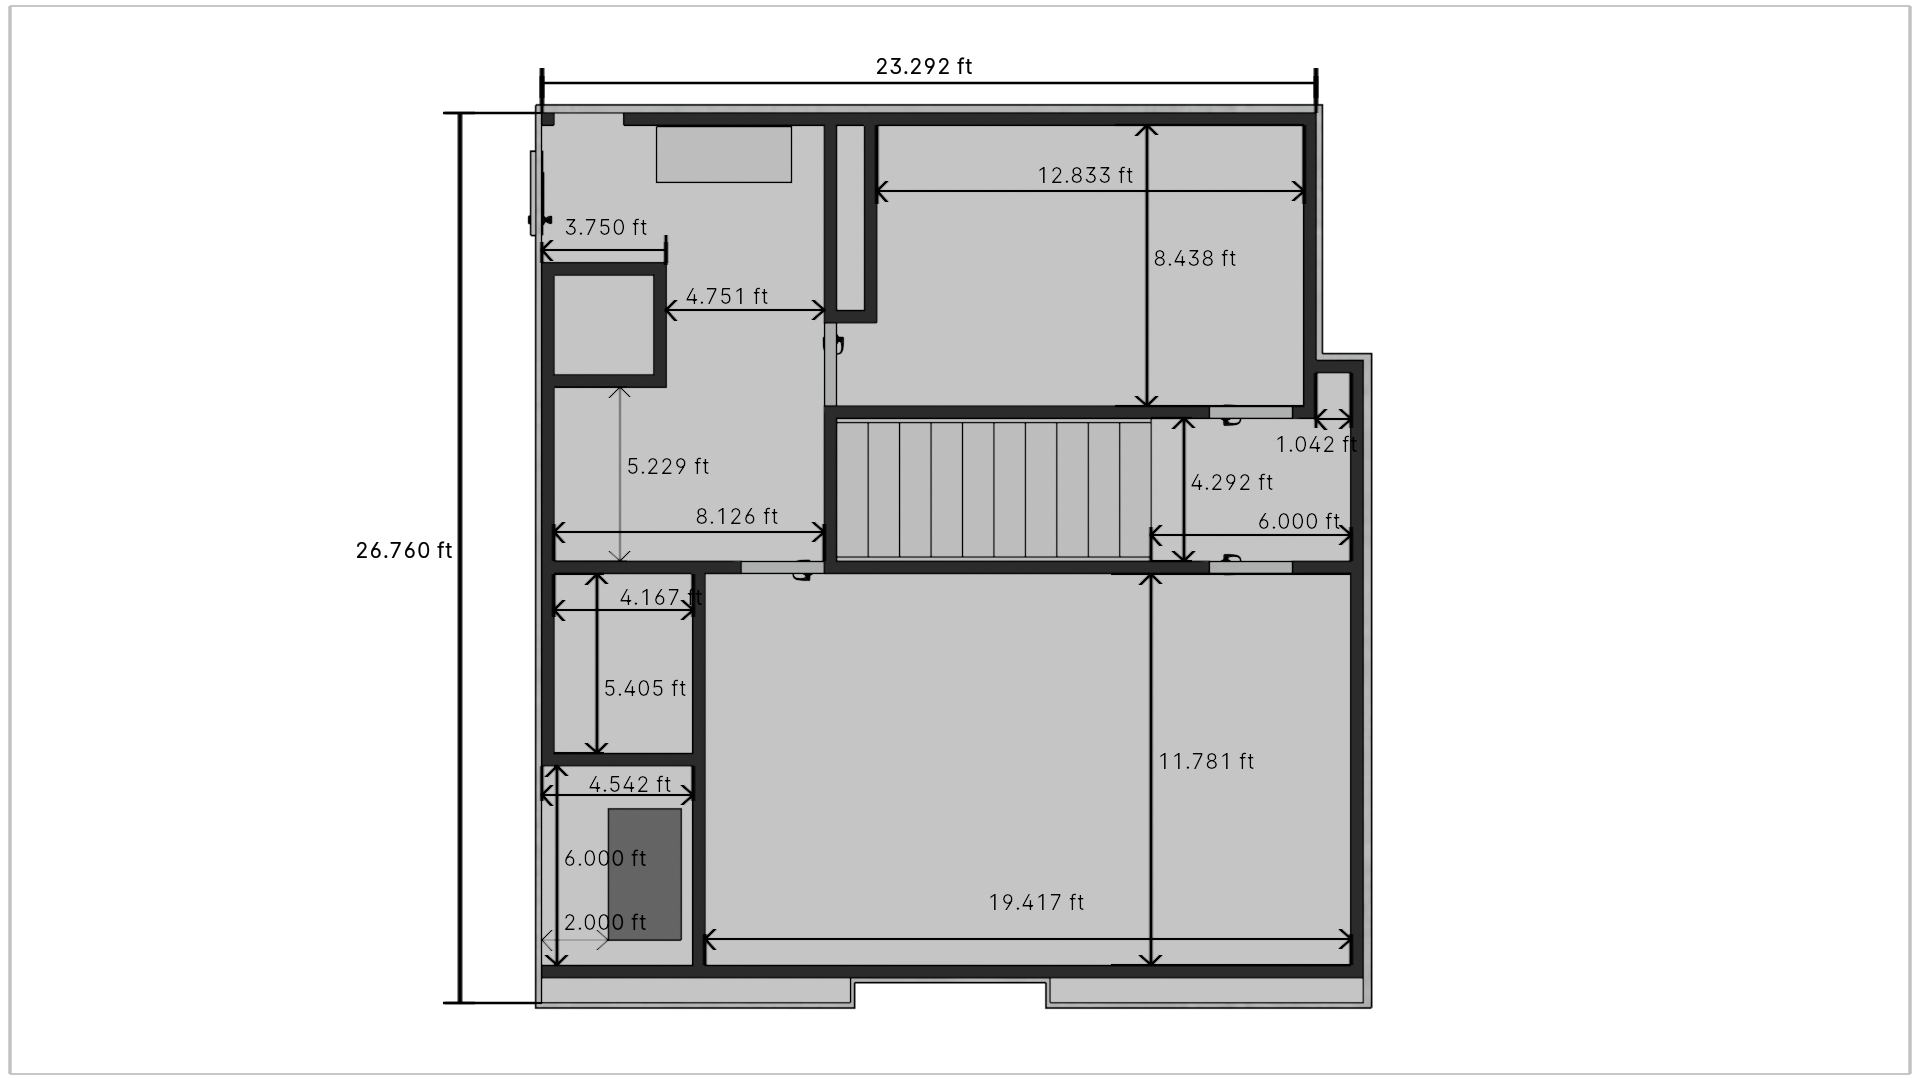 23.292 ft
12.833 ft
3.750 ft
8.438 ft
4.751 ft
1.042 ft
5.229 ft
4.292 ft
8.126 ft
6.000 ft
26.760 ft
4.167 ft
5.405 ft
11.781 ft
4.542 ft
6.000 ft
19.417 ft
2.000 ft